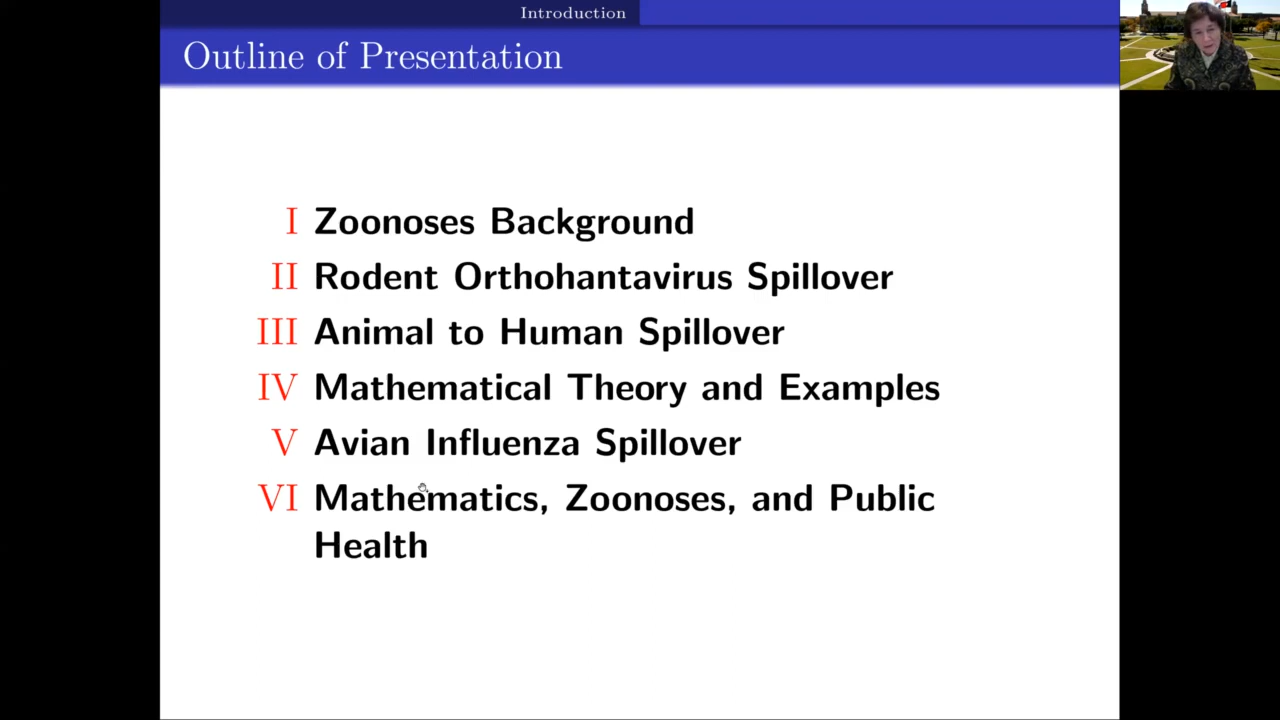 Introduction
Outline of Presentation
I Zoonoses Background
II Rodent Orthohantavirus Spillover
III Animal to Human Spillover
IV Mathematical Theory and Examples
V Avian Influenza Spillover
VI Mathematics, Zoonoses, and Public
Health